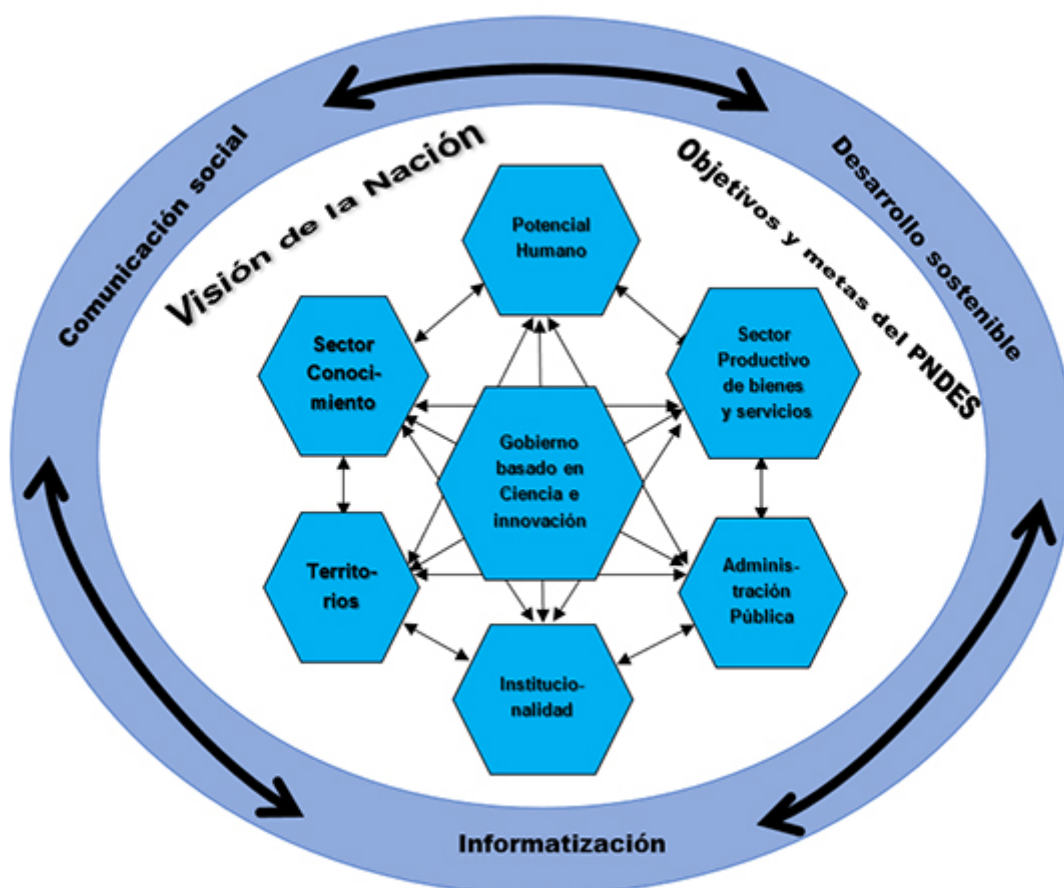 Comunicación social
Desarrollo sostenible
Visión de la Nación
Objetivos y metas del PNDES
Potencial
Humano
Sector
Conoci-
miento
Sector
Productivo
de bienes
y servicios
Gobierno
basado en
Ciencia e
innovación
Territo-
rios
Adminis-
tración
Pública
Institucio-
nalidad
Informatización